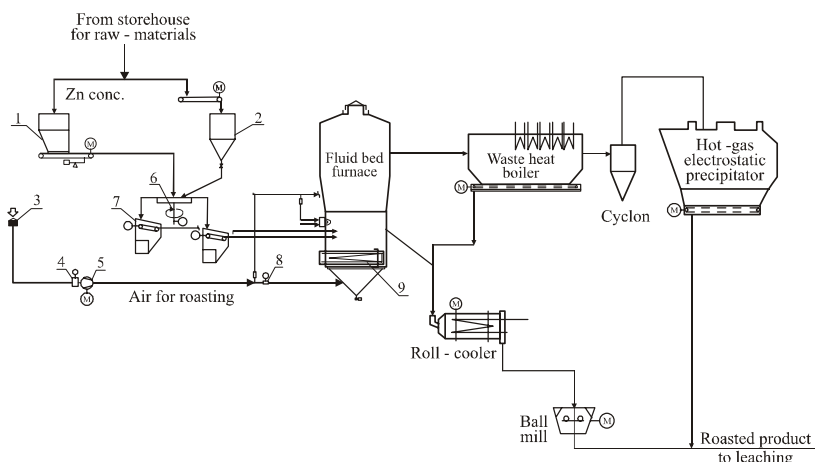 From storehouse
for raw - materials
M
Zn conc.
1
2
M
Fluid bed
furnace
Waste heat
boiler
Hot -gas
electrostatic
precipitator
M
M
Cyclon
3
6
7
4
5
8
9
M
Air for roasting
M
Roll - cooler
Ball
mill
M
Roasted product
to leaching